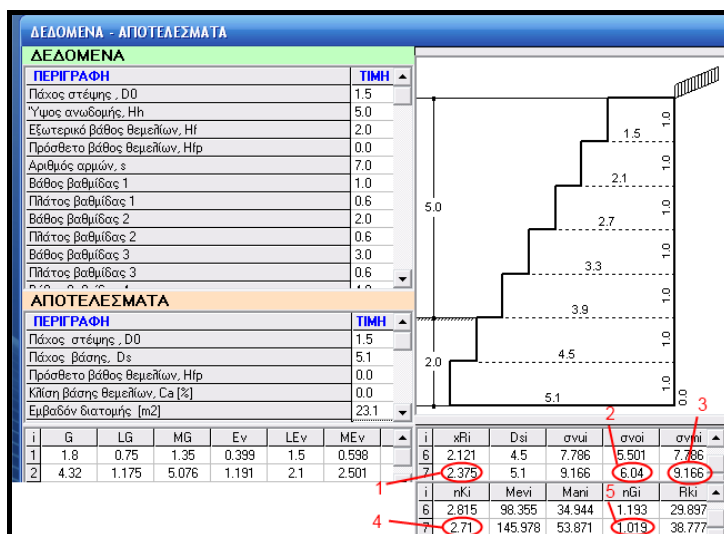 ΔΕΔΟΜΕΝΑ - ΑΠΟΤΕΛΕΣΜΑΤΑ
ΔΕΔΟΜΕΝΑ
ΠΕΡΙΓΡΑΦΗ ΤΙΜΗ
Πάχος στέψης , D0 1.5
Ύψος ανωδομής, Hh 5.0
Εξωτερικό βάθος θεμελίων, Hf 2.0
Πρόσθετο βάθος θεμελίων, Hfp 0.0
Αριθμός αρμών, s 7.0
Βάθος βαθμίδας 1 1.0
Πλάτος βαθμίδας 1 0.6
Βάθος βαθμίδας 2 2.0
Πλάτος βαθμίδας 2 0.6
Βάθος βαθμίδας 3 3.0
Πλάτος βαθμίδας 3 0.6
ΑΠΟΤΕΛΕΣΜΑΤΑ
ΠΕΡΙΓΡΑΦΗ ΤΙΜΗ
Πάχος στέψης , D0 1.5
Πάχος βάσης, Ds 5.1
Πρόσθετο βάθος θεμελίων, Hfp 0.0
Κλίση βάσης θεμελίων, Ca [%] 0.0
Εμβαδόν διατομής [m2] 23.1
i G LG MG Ev LEv MEv
1 1.8 0.75 1.35 0.399 1.5 0.598
2 4.32 1.175 5.076 1.191 2.1 2.501
1.0
1.5
1.0
2.1
1.0
5.0
2.7
1.0
3.3
1.0
3.9
1.0
2.0
4.5
1.0
5.1
0.0
2
3
i xRi Dsi σvui σvoi σvmi
6 2.121 4.5 7.786 5.501 7.786
7 2.375 5.1 9.166 6.04 9.166
1
5
i nKi Mevi Mani nGi Rki
6 2.815 98.355 34.944 1.193 29.897
7 2.71 145.978 53.871 1.019 38.777
4